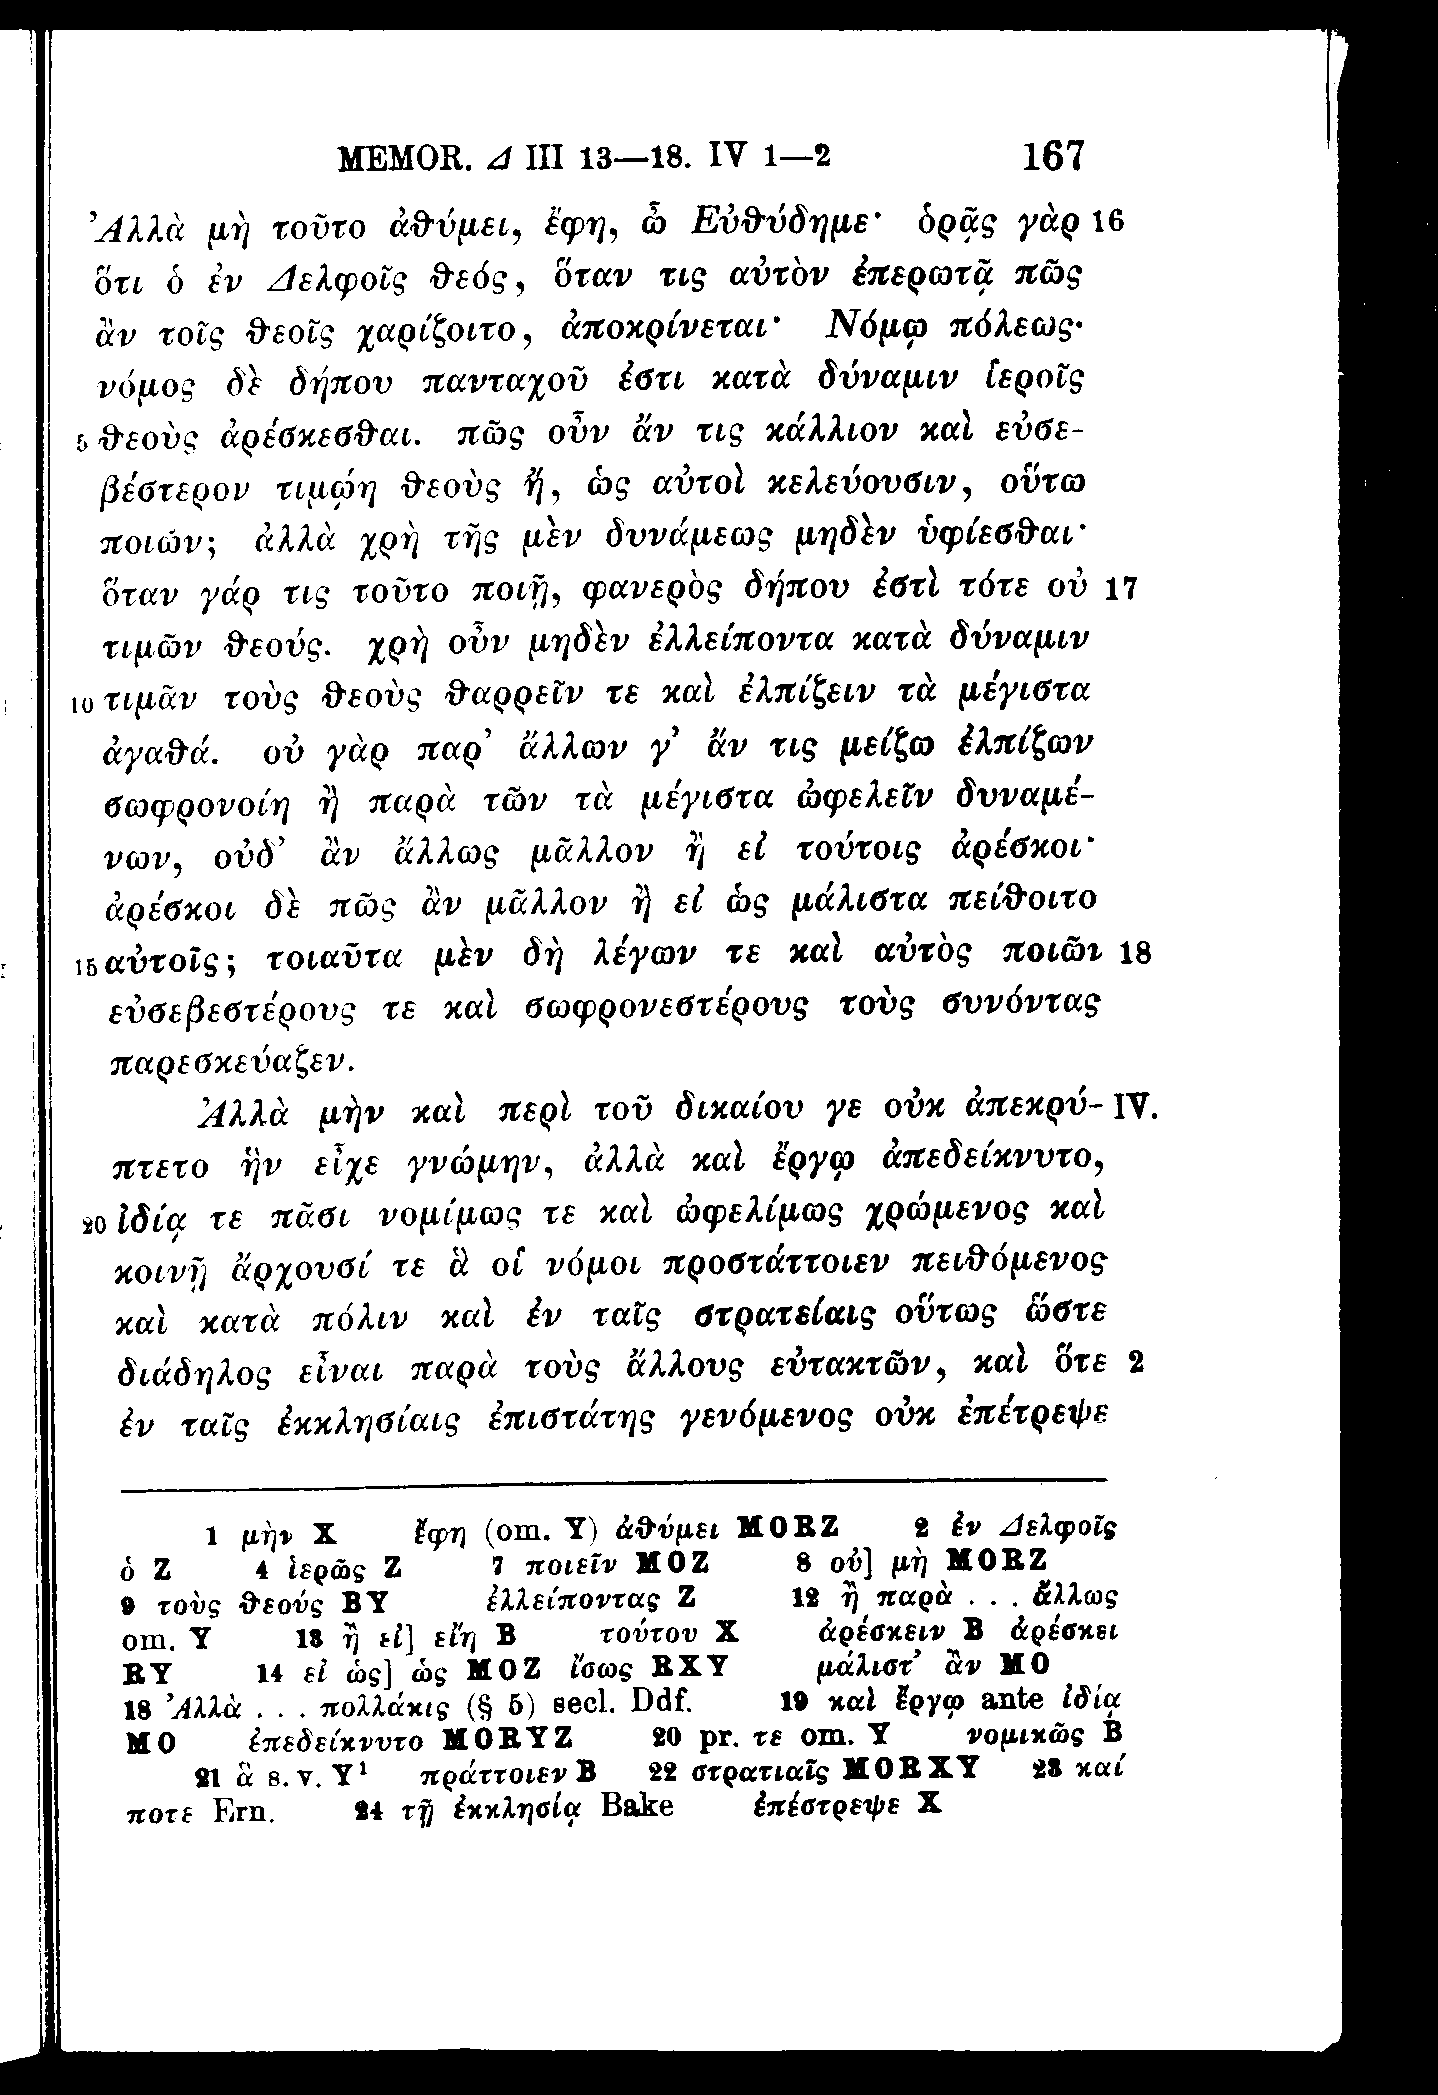 MEMOR. Δ III 13—18. IV 1—2 167
Ἀλλὰ μὴ τοῦτο ἀθύμει, ἔφη, ὦ Εὐθύδημε· ὁρᾷς γὰρ 16
ὅτι ὁ ἐν Δελφοῖς θεός, ὅταν τις αὐτὸν ἐπερωτᾷ πῶς
ἂν τοῖς θεοῖς χαρίζοιτο, ἀποκρίνεται· Νόμῳ πόλεως·
νόμος δὲ δήπου πανταχοῦ ἐστι κατὰ δύναμιν ἱεροῖς
5 θεοὺς ἀρέσκεσθαι. πῶς οὖν ἄν τις κάλλιον καὶ εὐσε-
βέστερον τιμῴη θεοὺς ἤ, ὡς αὐτοὶ κελεύουσιν, οὕτω
ποιῶν; ἀλλὰ χρὴ τῆς μὲν δυνάμεως μηδὲν ὑφίεσθαι·
ὅταν γάρ τις τοῦτο ποιῇ, φανερὸς δήπου ἐστὶ τότε οὐ 17
τιμῶν θεούς. χρὴ οὖν μηδὲν ἐλλείποντα κατὰ δύναμιν
10 τιμᾶν τοὺς θεοὺς θαρρεῖν τε καὶ ἐλπίζειν τὰ μέγιστα
ἀγαθά. οὐ γὰρ παρ’ ἄλλων γ’ ἄν τις μείζω ἐλπίζων
σωφρονοίη ἢ παρὰ τῶν τὰ μέγιστα ὠφελεῖν δυναμέ-
νων, οὐδ’ ἂν ἄλλως μᾶλλον ἢ εἰ τούτοις ἀρέσκοι·
ἀρέσκοι δὲ πῶς ἂν μᾶλλον ἢ εἰ ὡς μάλιστα πείθοιτο
15 αὐτοῖς; τοιαῦτα μὲν δὴ λέγων τε καὶ αὐτὸς ποιῶν 18
εὐσεβεστέρους τε καὶ σωφρονεστέρους τοὺς συνόντας
παρεσκεύαζεν.
Ἀλλὰ μὴν καὶ περὶ τοῦ δικαίου γε οὐκ ἀπεκρύ- IV.
πτετο ἣν εἶχε γνώμην, ἀλλὰ καὶ ἔργῳ ἀπεδείκνυτο,
20 ἰδίᾳ τε πᾶσι νομίμως τε καὶ ὠφελίμως χρώμενος καὶ
κοινῇ ἄρχουσί τε ἃ οἱ νόμοι προστάττοιεν πειθόμενος
καὶ κατὰ πόλιν καὶ ἐν ταῖς στρατείαις οὕτως ὥστε
διάδηλος εἶναι παρὰ τοὺς ἄλλους εὐτακτῶν, καὶ ὅτε 2
ἐν ταῖς ἐκκλησίαις ἐπιστάτης γενόμενος οὐκ ἐπέτρεψε
1 μὴν X ἔφη (om. Y) ἀθύμει MORZ 2 ἐν Δελφοῖς
ὁ Z 4 ἱερῶς Z 7 ποιεῖν MOZ 8 οὐ] μὴ MORZ
9 τοὺς θεούς BY ἐλλείποντας Z 12 ἢ παρὰ . . . ἄλλως
om. Y 13 ἢ εἰ] εἴη B τούτου X ἀρέσκειν B ἀρέσκει
RY 14 εἰ ὡς] ὡς MOZ ἴσως RXY μάλιστ’ ἂν MO
18 Ἀλλὰ . . . πολλάκις (§ 5) secl. Ddf. 19 καὶ ἔργῳ ante ἰδίᾳ
MO ἐπεδείκνυτο MORYZ 20 pr. τε om. Y νομικῶς B
21 ἃ s. v. Y¹ πράττοιεν B 22 στρατιαῖς MORXY 23 καί
ποτε Ern. 24 τῇ ἐκκλησίᾳ Bake ἐπέστρεψε X